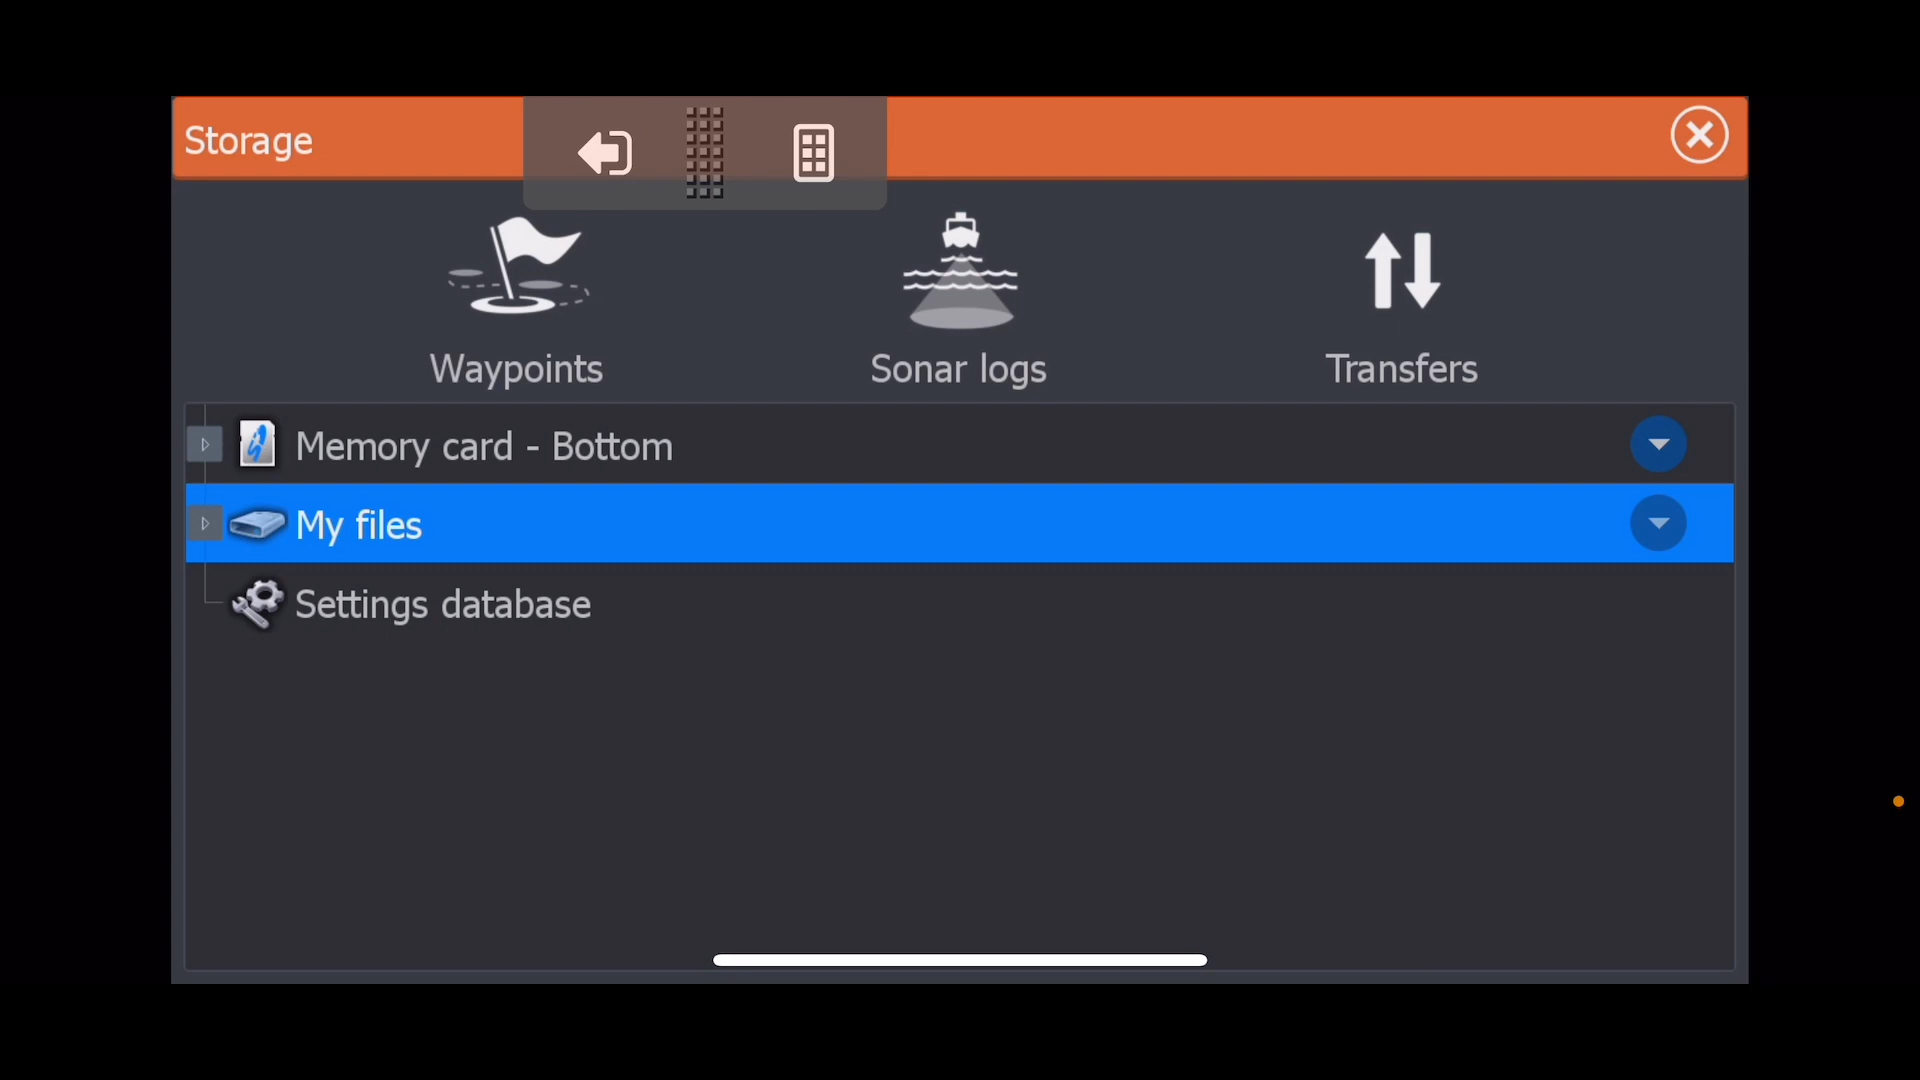 Storage
Waypoints
Sonar logs
Transfers
Memory card - Bottom
My files
Settings database